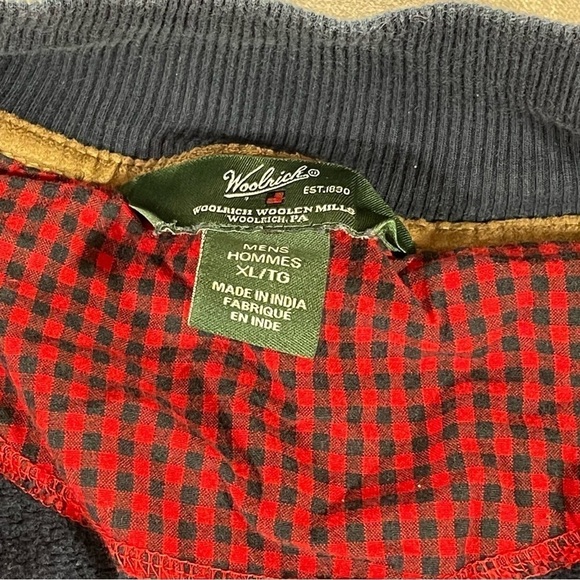 Woolrich®
EST.1830
WOOLRICH WOOLEN MILLS
WOOLRICH, PA
MENS
HOMMES
XL/TG
MADE IN INDIA
FABRIQUÉ
EN INDE